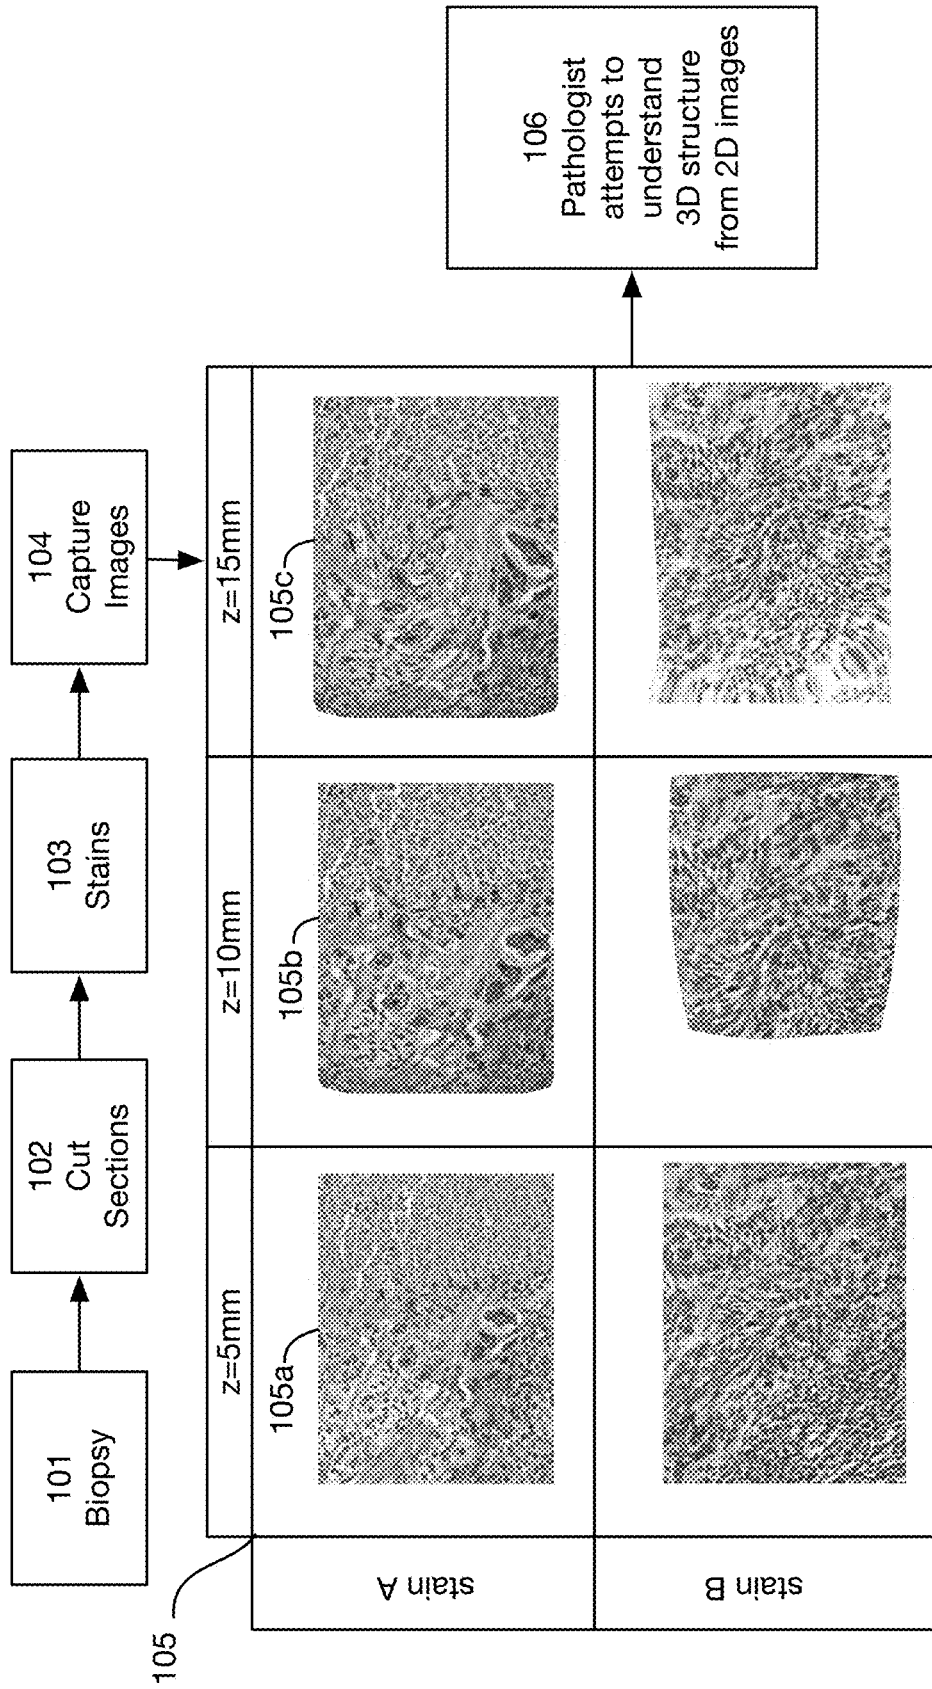 101
Biopsy
102
Cut
Sections
103
Stains
104
Capture
Images
105
z=5mm
z=10mm
z=15mm
stain A
105a
105b
105c
stain B
106
Pathologist
attempts to
understand
3D structure
from 2D images